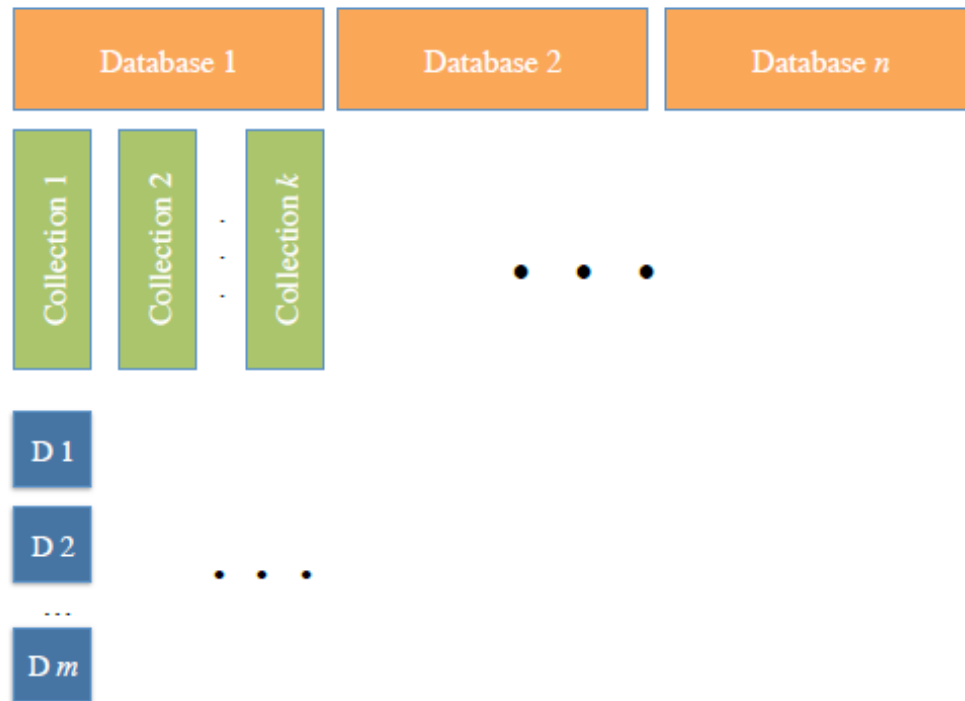 Database 1
Database 2
Database n
Collection 1
Collection 2
. . .
Collection k
• • •
D 1
D 2
• • •
...
D m